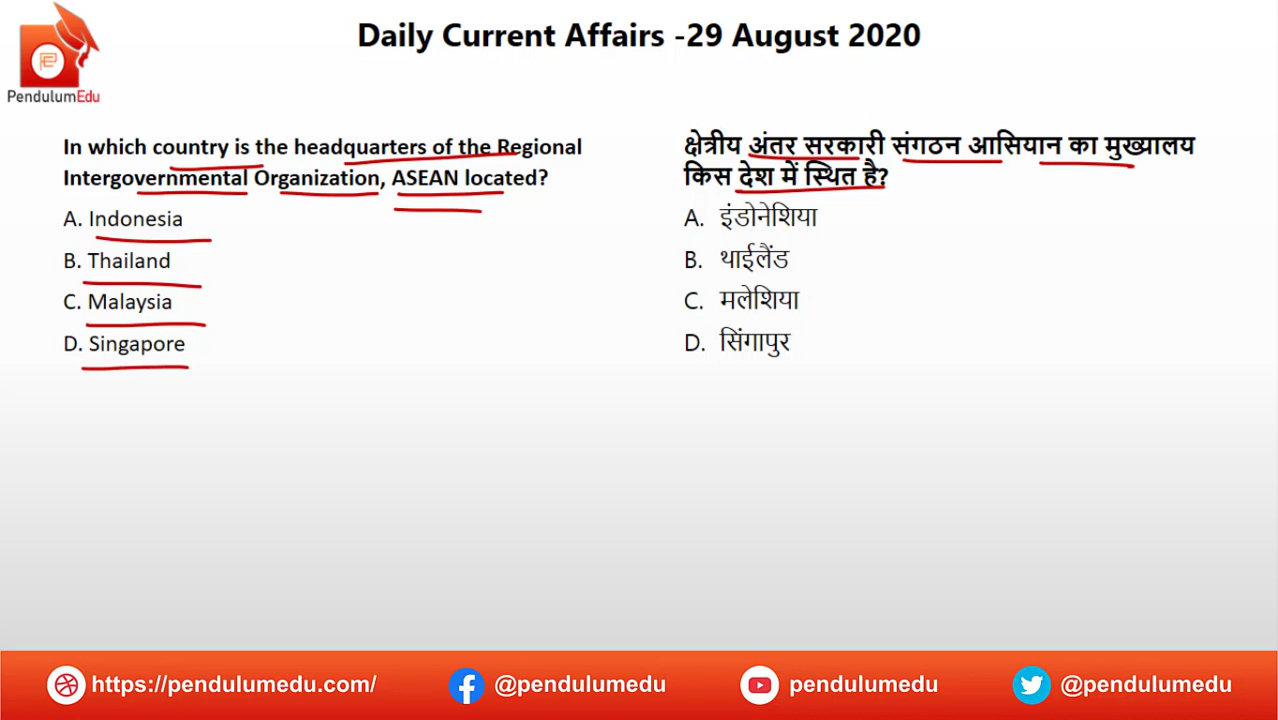 Daily Current Affairs -29 August 2020
PendulumEdu
In which country is the headquarters of the Regional
Intergovernmental Organization, ASEAN located?
A. Indonesia
B. Thailand
C. Malaysia
D. Singapore
क्षेत्रीय अंतर सरकारी संगठन आसियान का मुख्यालय
किस देश में स्थित है?
A. इंडोनेशिया
B. थाईलैंड
C. मलेशिया
D. सिंगापुर
https://pendulumedu.com/
@pendulumedu
pendulumedu
@pendulumedu